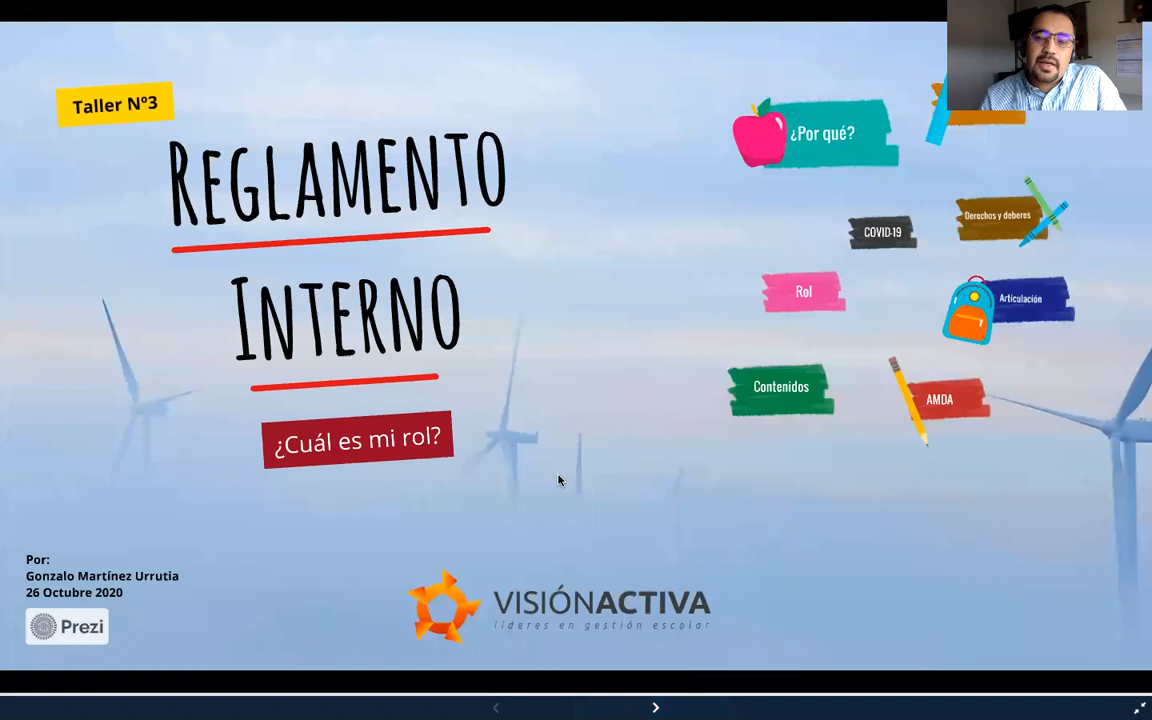 Taller Nº3
REGLAMENTO
INTERNO
¿Cuál es mi rol?
¿Por qué?
Derechos y deberes
COVID-19
Rol
Articulación
Contenidos
AMDA
Por:
Gonzalo Martínez Urrutia
26 Octubre 2020
Prezi
VISIÓNACTIVA
líderes en gestión escolar